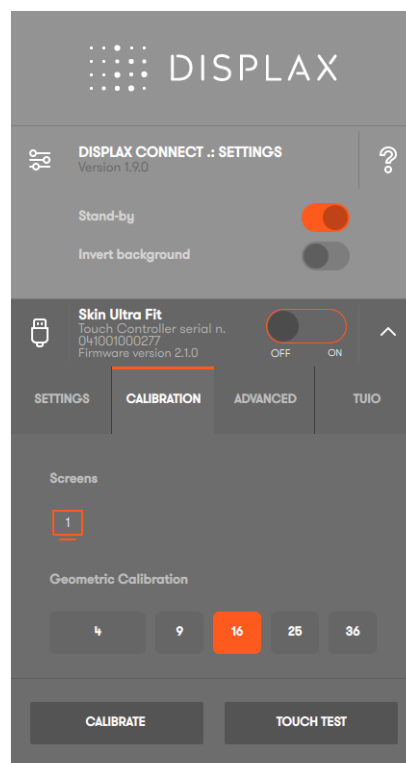 DISPLAX
DISPLAX CONNECT .: SETTINGS
Version 1.9.0
Stand-by
Invert background
Skin Ultra Fit
Touch Controller serial n.
041001000277
Firmware version 2.1.0
OFF ON
SETTINGS CALIBRATION ADVANCED TUIO
Screens
1
Geometric Calibration
4 9 16 25 36
CALIBRATE TOUCH TEST